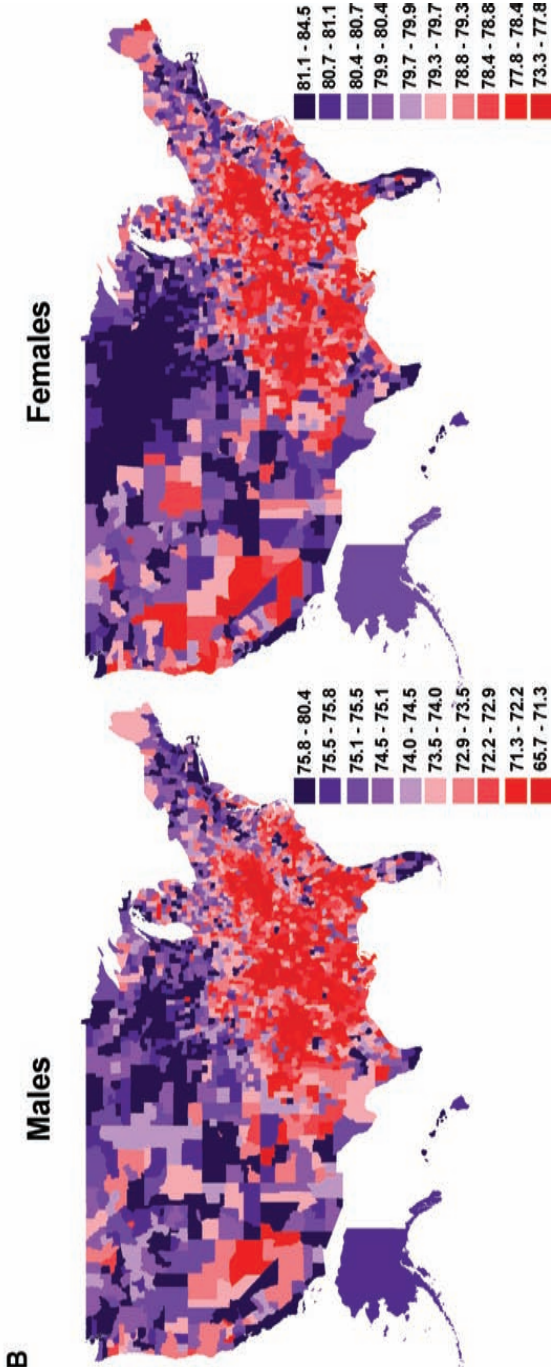 B
Males
75.8 - 80.4
75.5 - 75.8
75.1 - 75.5
74.5 - 75.1
74.0 - 74.5
73.5 - 74.0
72.9 - 73.5
72.2 - 72.9
71.3 - 72.2
65.7 - 71.3
Females
81.1 - 84.5
80.7 - 81.1
80.4 - 80.7
79.9 - 80.4
79.7 - 79.9
79.3 - 79.7
78.8 - 79.3
78.4 - 78.8
77.8 - 78.4
73.3 - 77.8